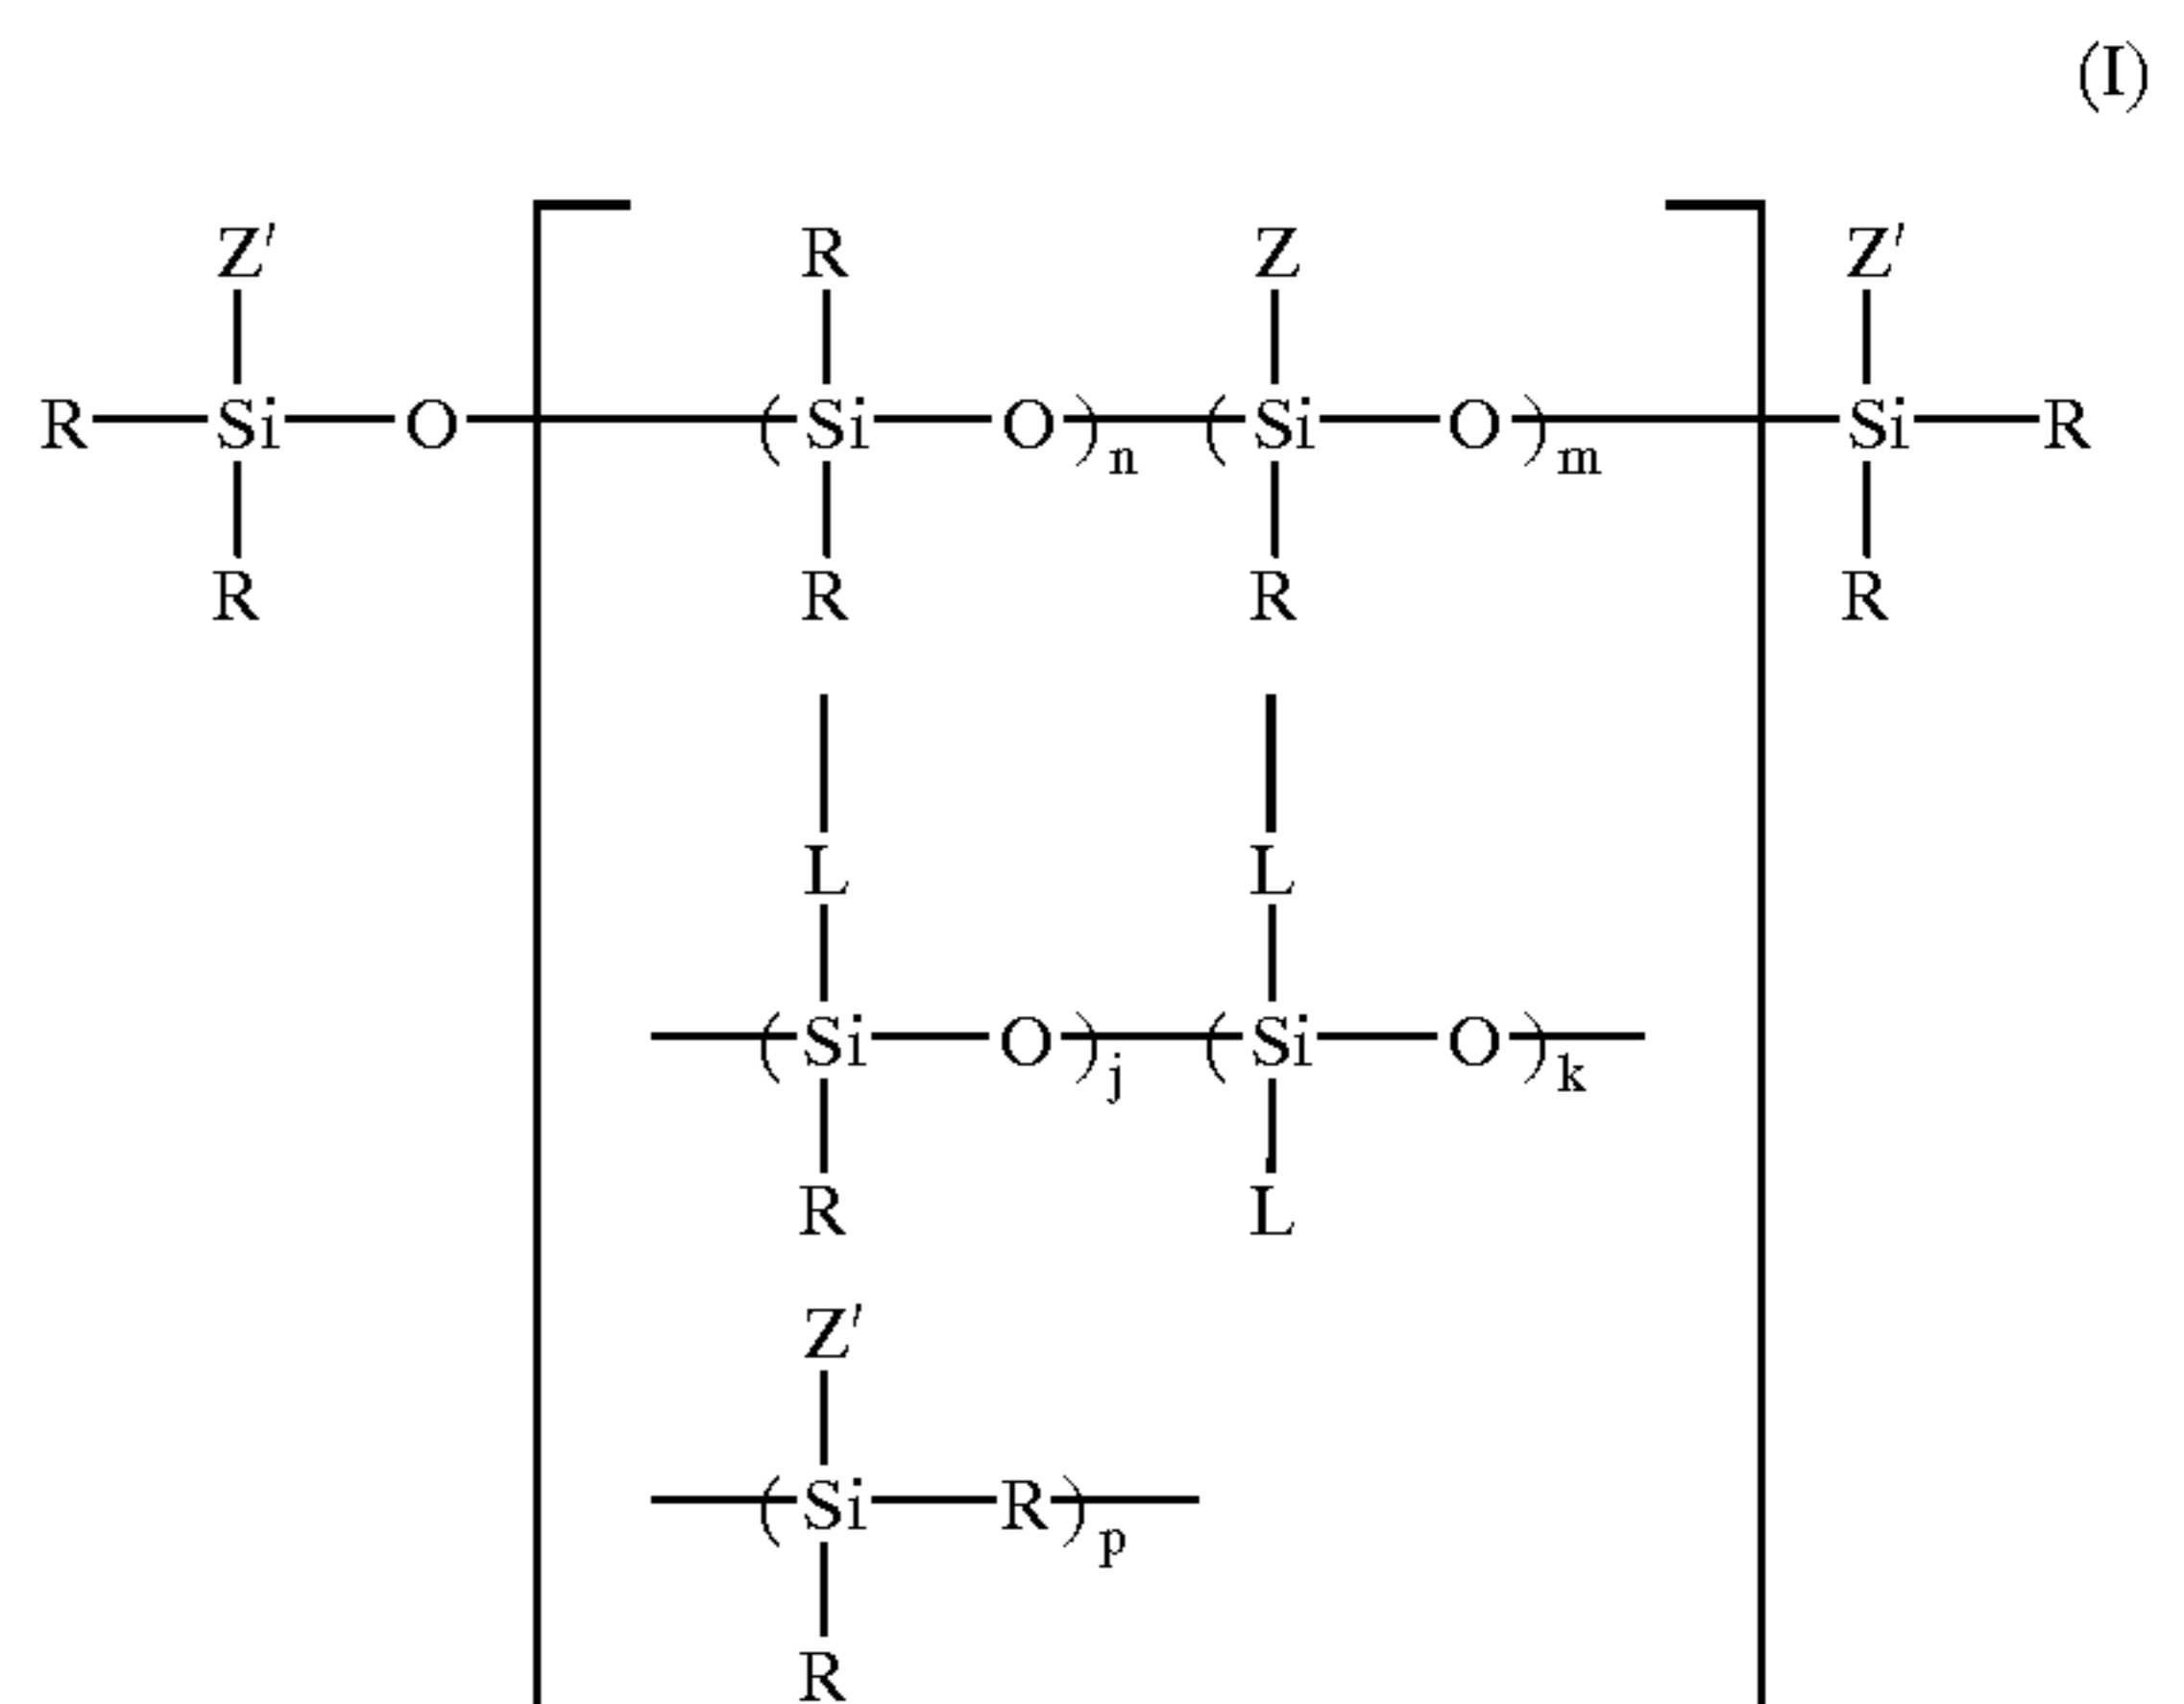 (I)
Z' R Z Z'
R Si O ( Si O )n ( Si O )m Si R
R R R R
L L
( Si O )j ( Si O )k
R L
Z'
( Si R )p
R